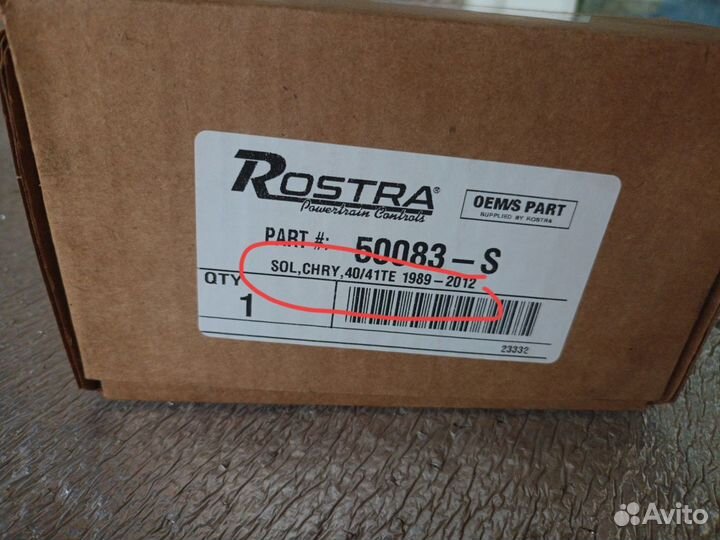 ROSTRA®
Powertrain Controls
OEM/S PART
SUPPLIED BY ROSTRA
PART #: 50083-S
SOL,CHRY,40/41TE 1989-2012
QTY
1
23332
Avito